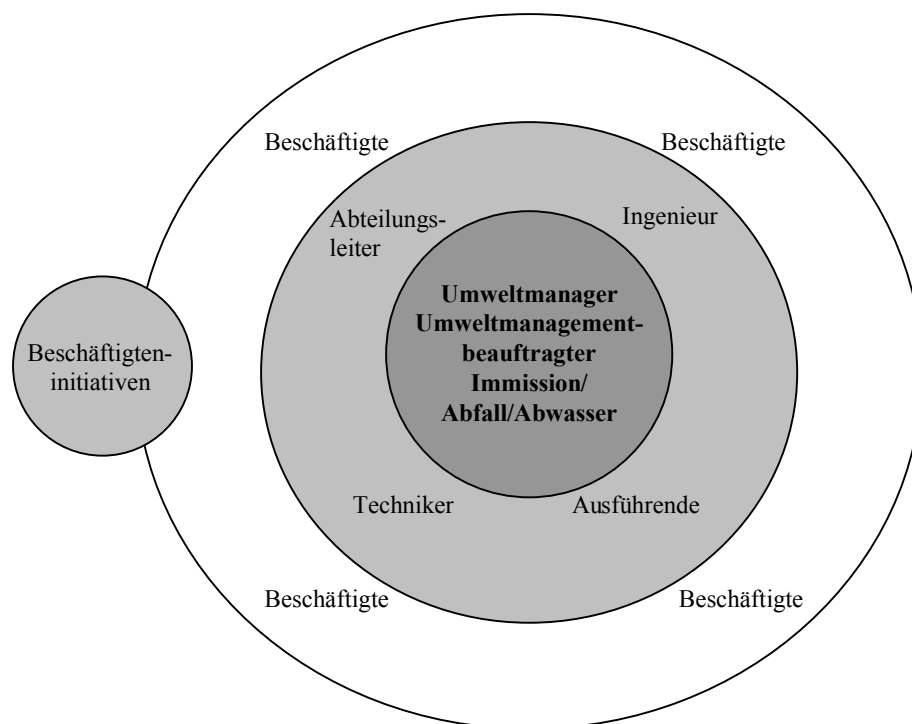 Beschäftigte
Beschäftigte
Abteilungs-
leiter
Ingenieur
Umweltmanager
Umweltmanagement-
beauftragter
Immission/
Abfall/Abwasser
Beschäftigten-
initiativen
Techniker
Ausführende
Beschäftigte
Beschäftigte